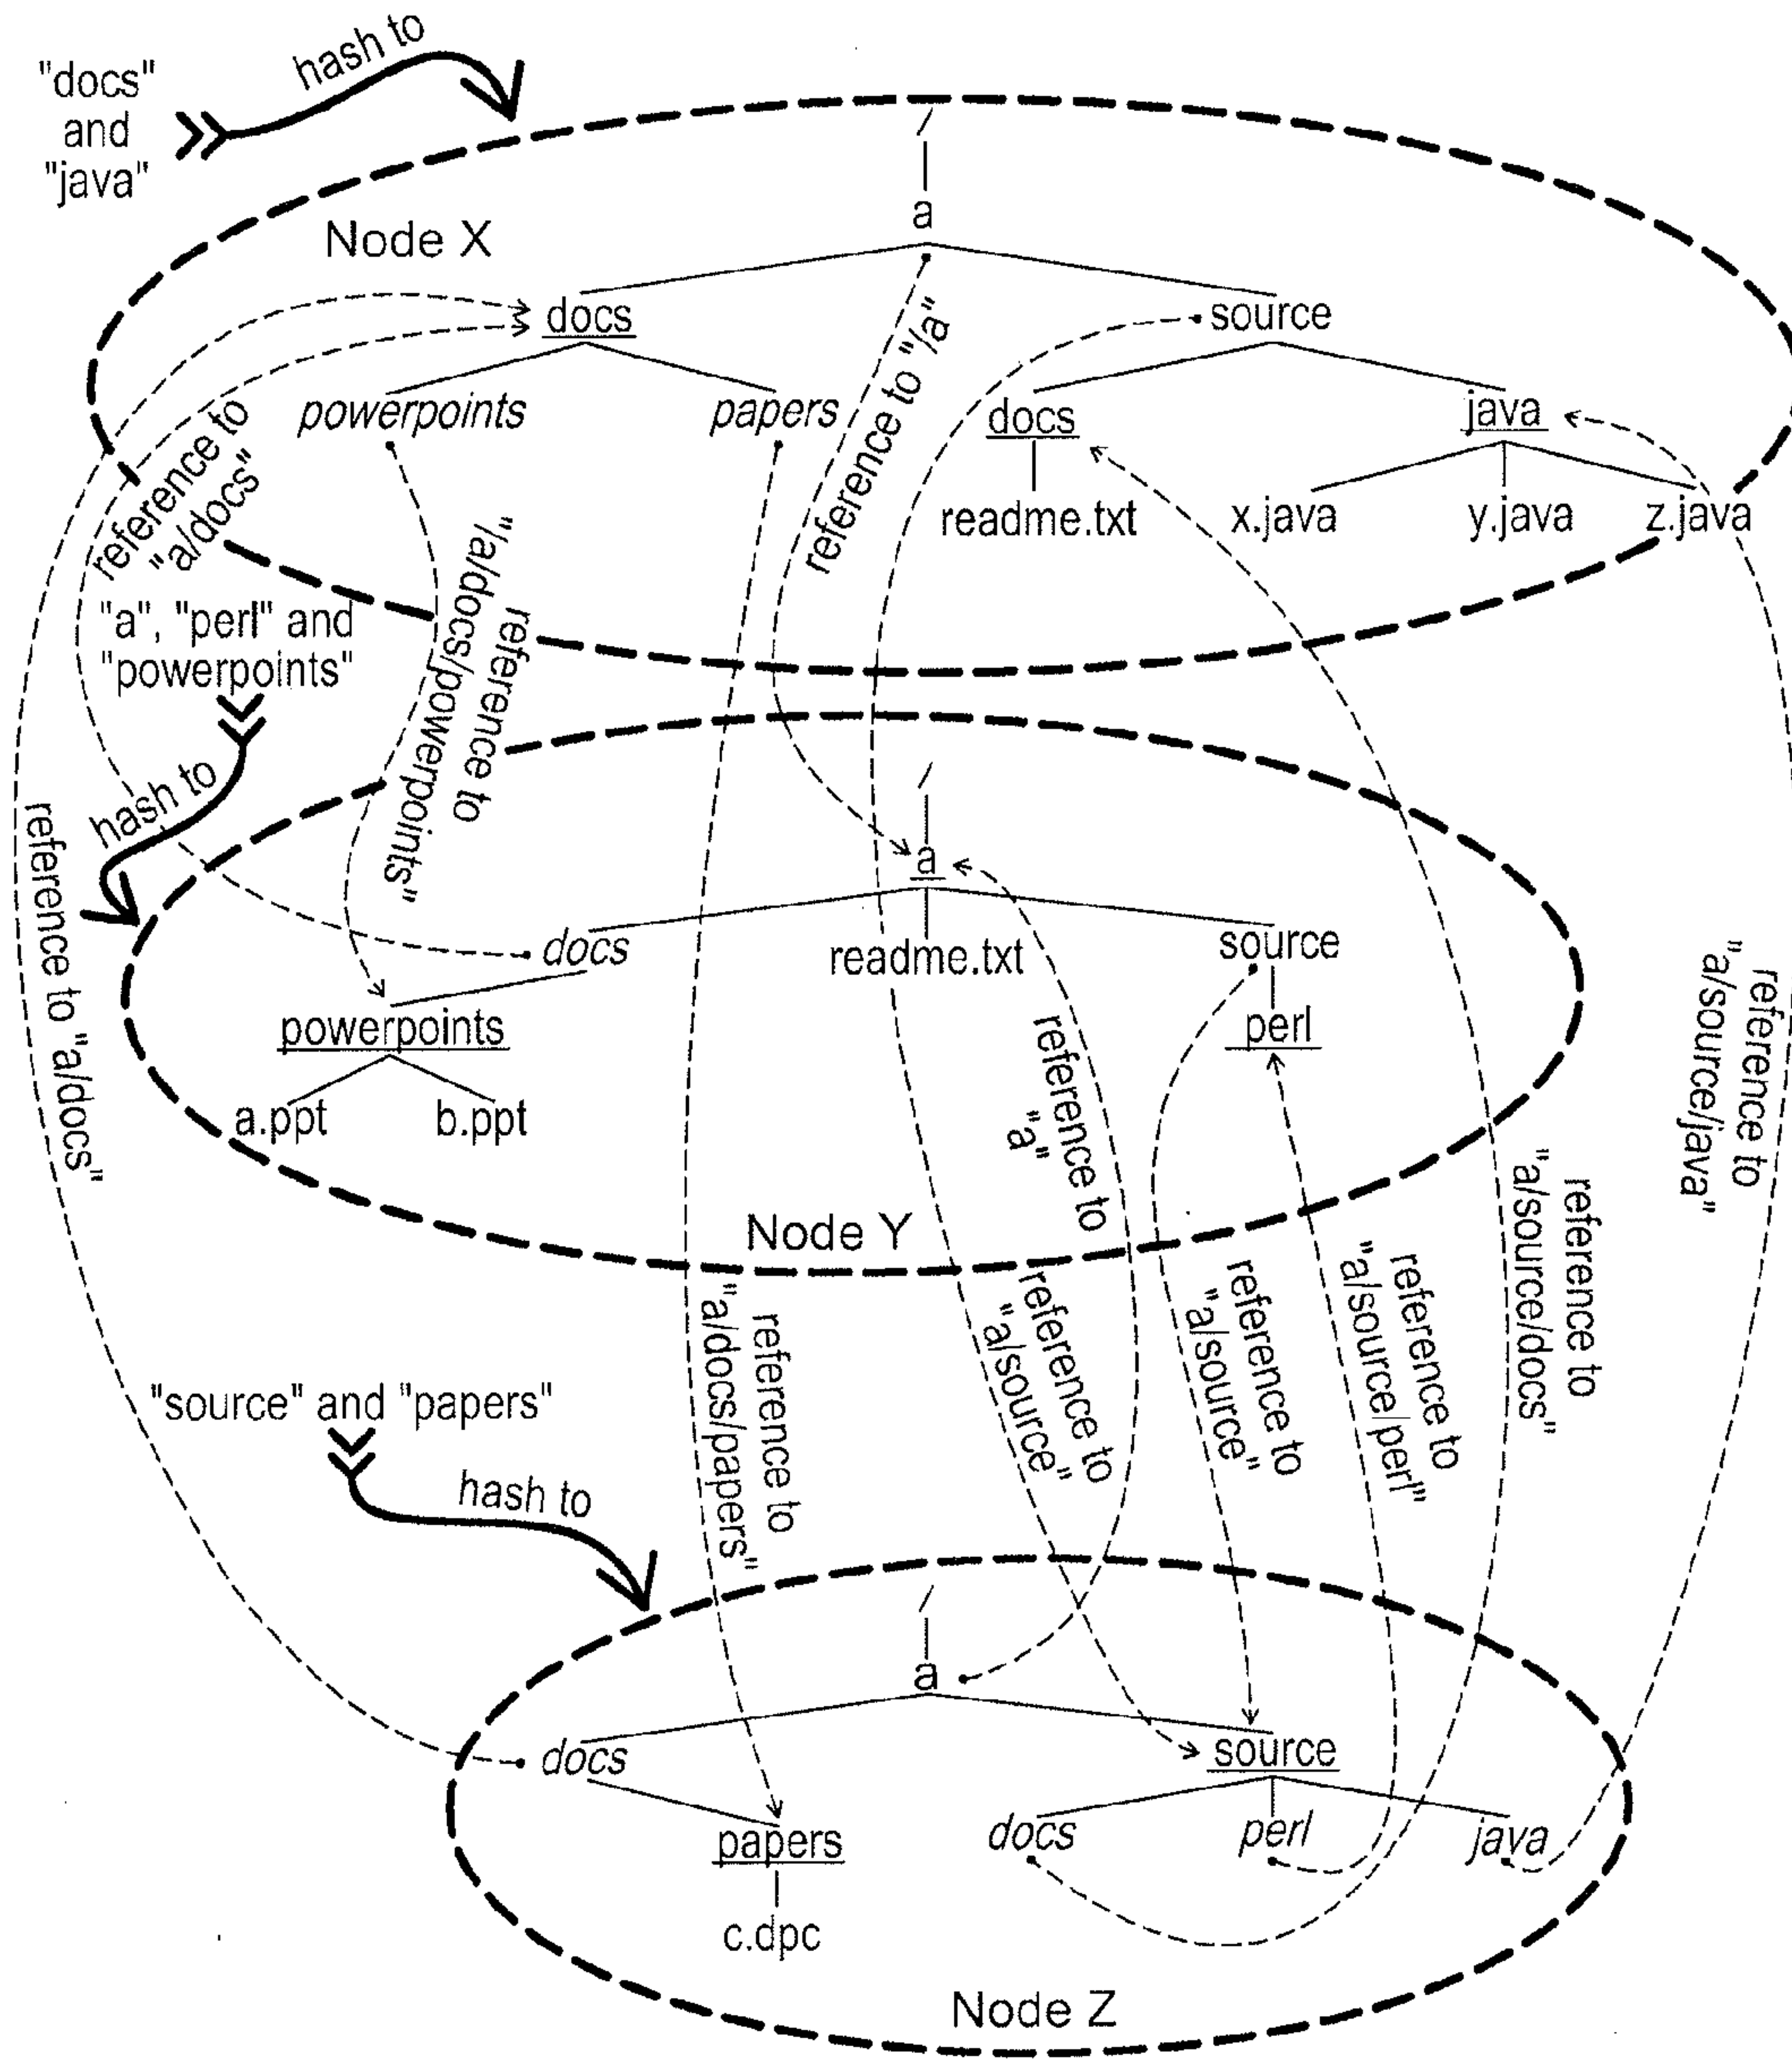 "docs"
and
"java"
hash to
/
a
Node X
docs
source
reference to "/a"
powerpoints
papers
docs
java
reference to
"a/docs"
readme.txt
x.java
y.java
z.java
"a", "perl" and
"powerpoints"
hash to
reference to
"/a/docs/powerpoints"
/
a
docs
readme.txt
source
powerpoints
perl
a.ppt
b.ppt
reference to "a/docs"
reference to
"a"
reference to
"a/source/java"
Node Y
reference to
"a/docs/papers"
reference to
"a/source"
reference to
"a/source"
reference to
"a/source/perl"
reference to
"a/source/docs"
"source" and "papers"
hash to
/
a
docs
source
papers
docs
perl
java
c.dpc
Node Z